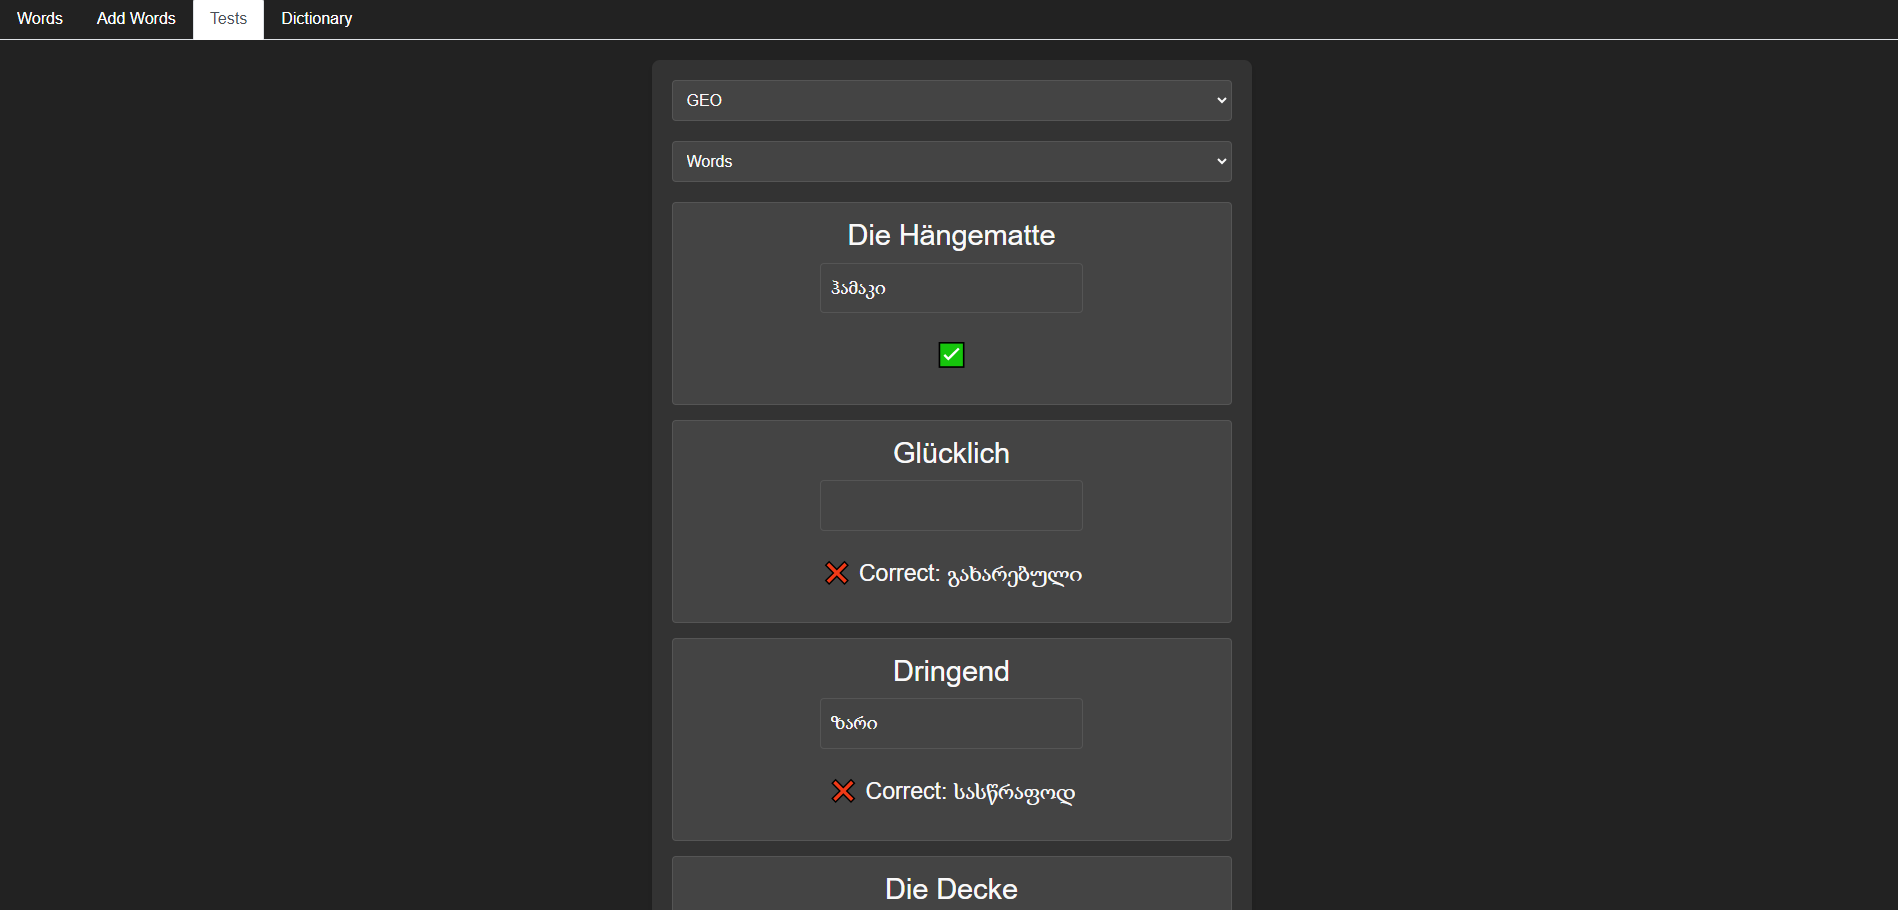 Words Add Words Tests Dictionary
GEO
Words
Die Hängematte
ჰამაკი
Glücklich
Correct: გახარებული
Dringend
ზარი
Correct: სასწრაფოდ
Die Decke